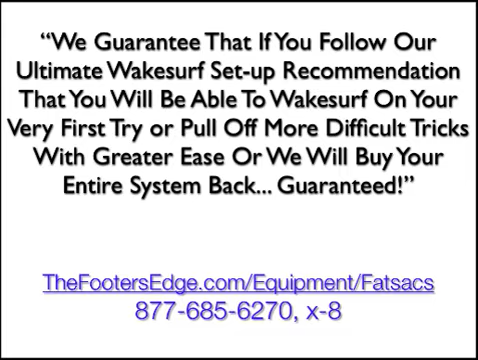 “We Guarantee That If You Follow Our
Ultimate Wakesurf Set-up Recommendation
That You Will Be Able To Wakesurf On Your
Very First Try or Pull Off More Difficult Tricks
With Greater Ease Or We Will Buy Your
Entire System Back... Guaranteed!”
TheFootersEdge.com/Equipment/Fatsacs
877-685-6270, x-8